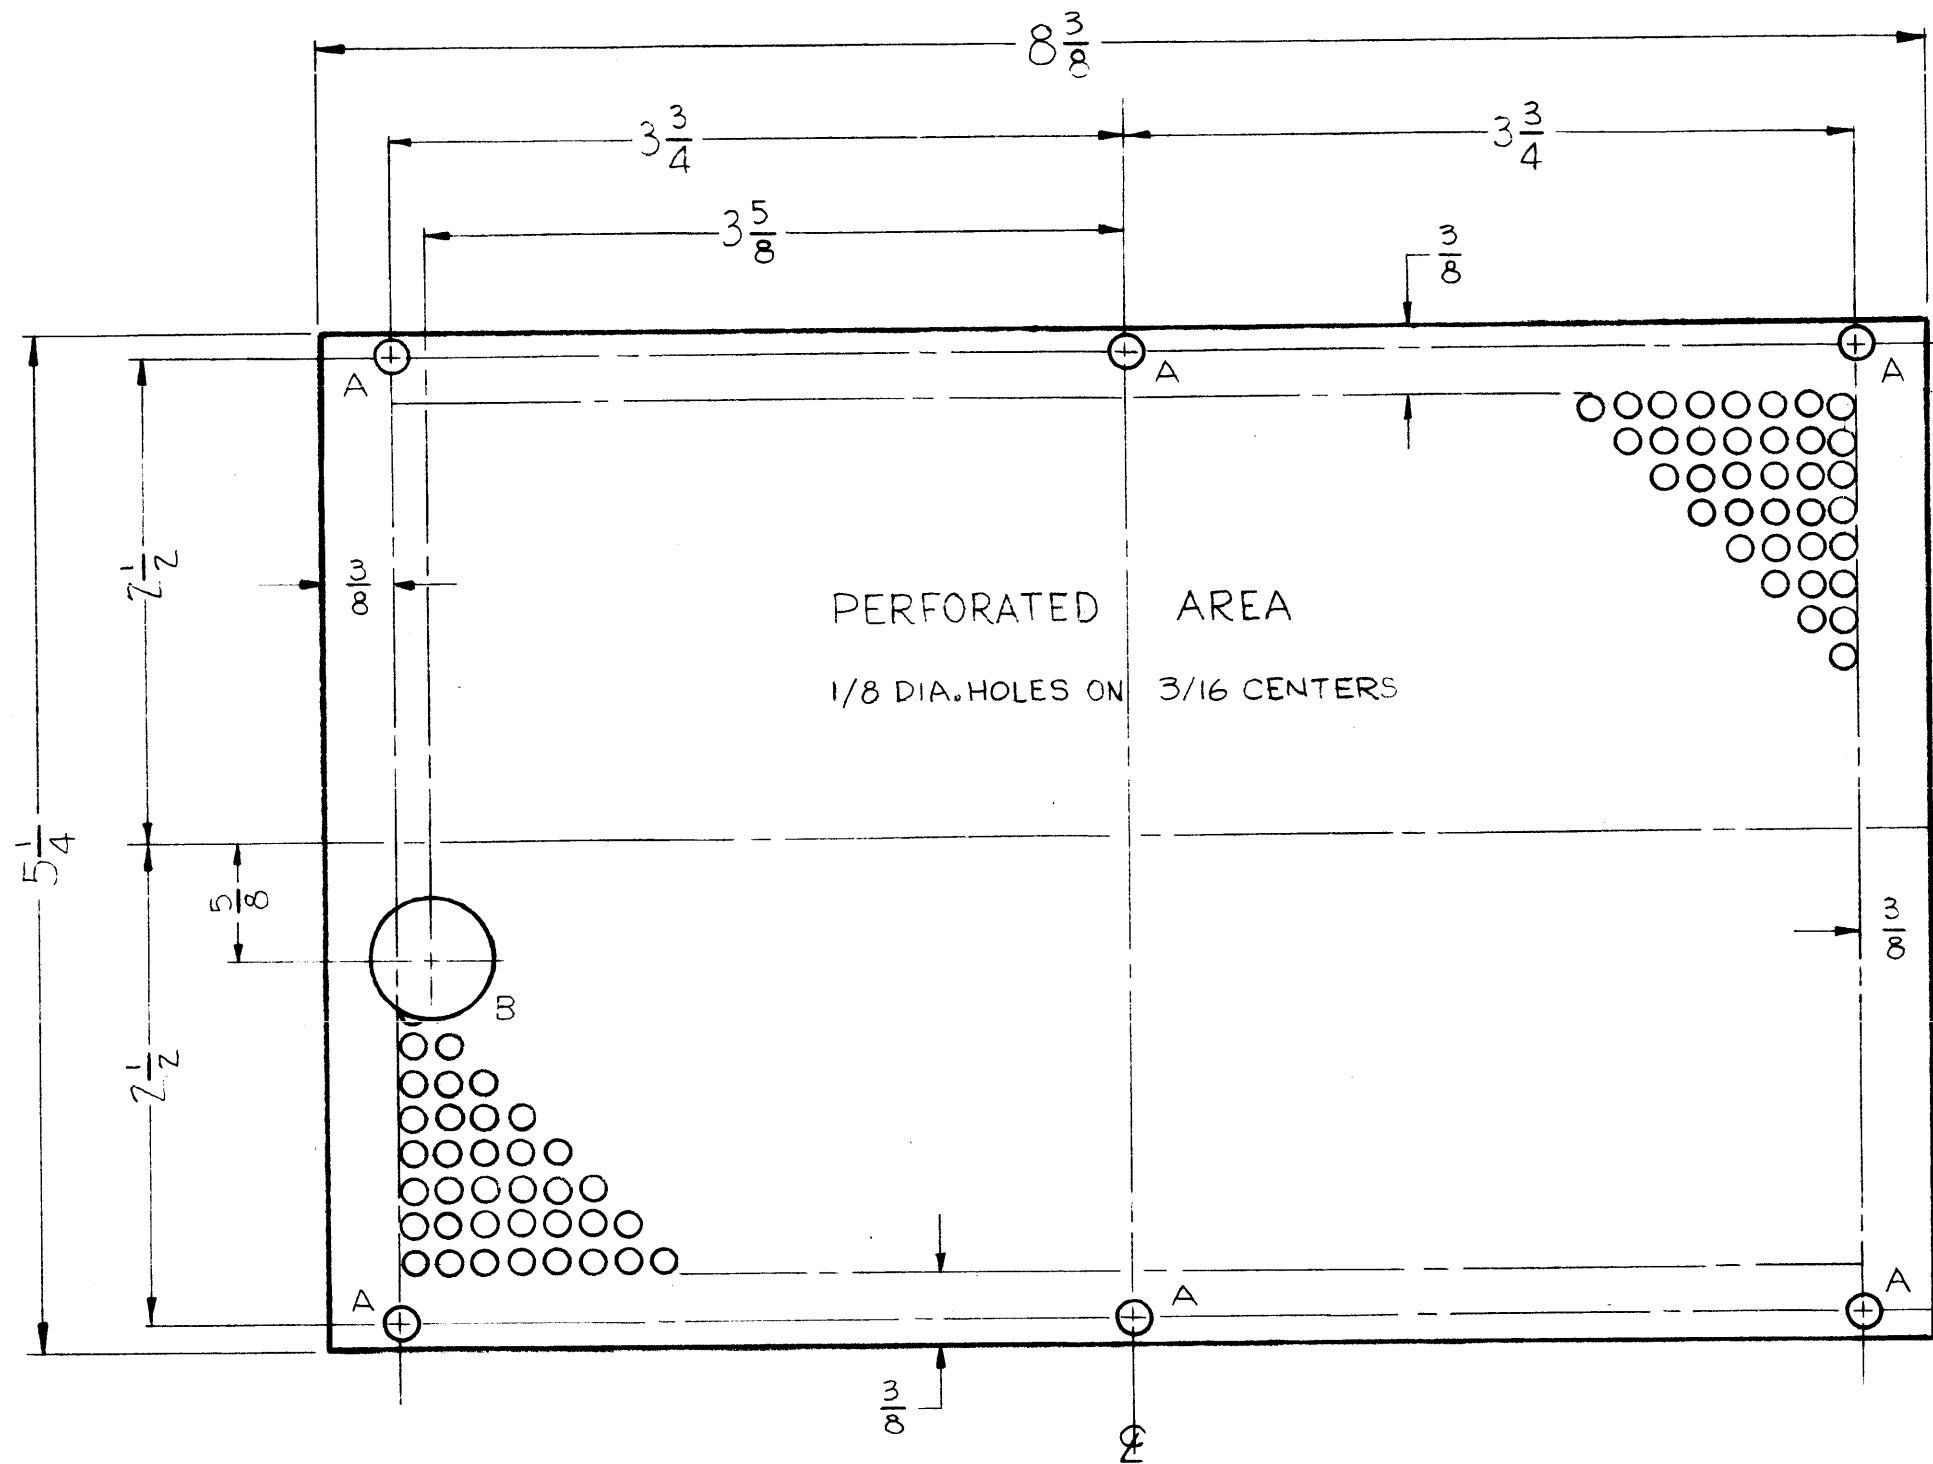 8 3/8
3 3/4
3 3/4
3 5/8
3/8
A
A
A
2 1/2
3/8
PERFORATED AREA
1/8 DIA. HOLES ON 3/16 CENTERS
5 1/4
5/8
3/8
B
2 1/2
A
A
A
3/8
℄